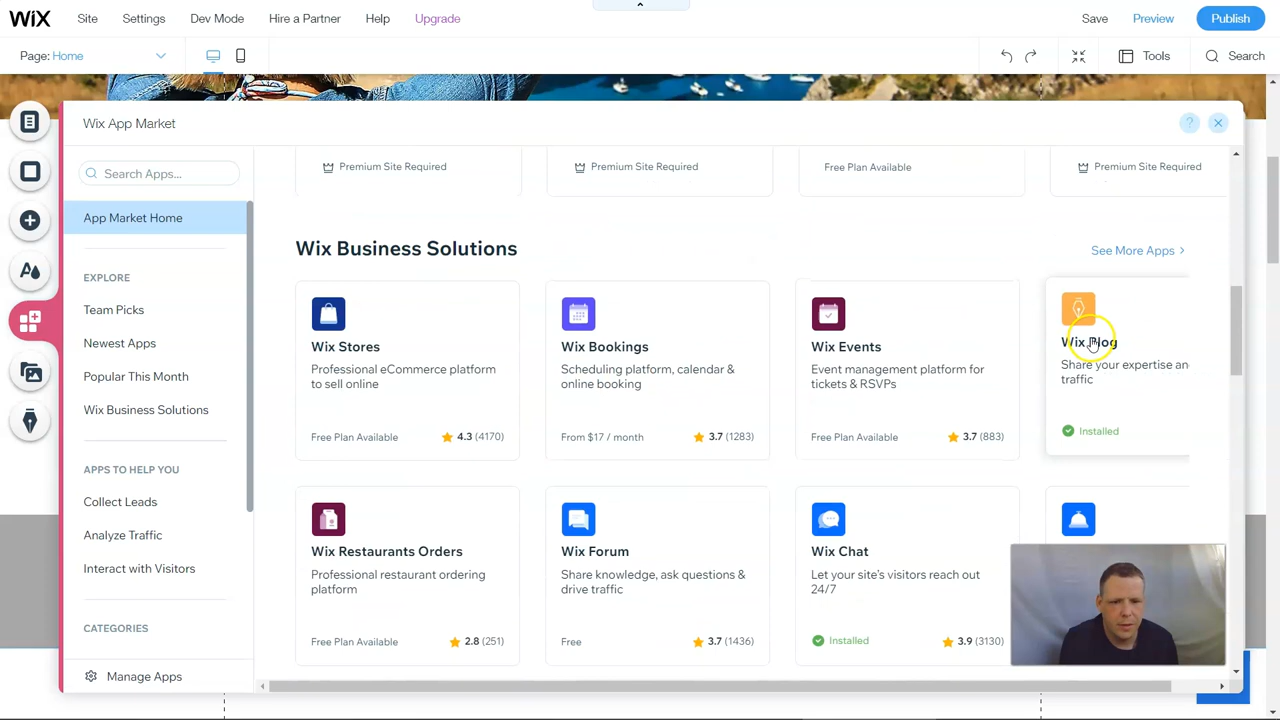 WiX
Site
Settings
Dev Mode
Hire a Partner
Help
Upgrade
Save
Preview
Publish
Page: Home
Tools
Search
Wix App Market
?
Search Apps...
App Market Home
EXPLORE
Team Picks
Newest Apps
Popular This Month
Wix Business Solutions
APPS TO HELP YOU
Collect Leads
Analyze Traffic
Interact with Visitors
CATEGORIES
Manage Apps
Premium Site Required
Premium Site Required
Free Plan Available
Premium Site Required
Wix Business Solutions
See More Apps >
Wix Stores
Professional eCommerce platform
to sell online
Free Plan Available
4.3 (4170)
Wix Bookings
Scheduling platform, calendar &
online booking
From $17 / month
3.7 (1283)
Wix Events
Event management platform for
tickets & RSVPs
Free Plan Available
3.7 (883)
Wix Blog
Share your expertise an
traffic
Installed
Wix Restaurants Orders
Professional restaurant ordering
platform
Free Plan Available
2.8 (251)
Wix Forum
Share knowledge, ask questions &
drive traffic
Free
3.7 (1436)
Wix Chat
Let your site's visitors reach out
24/7
Installed
3.9 (3130)